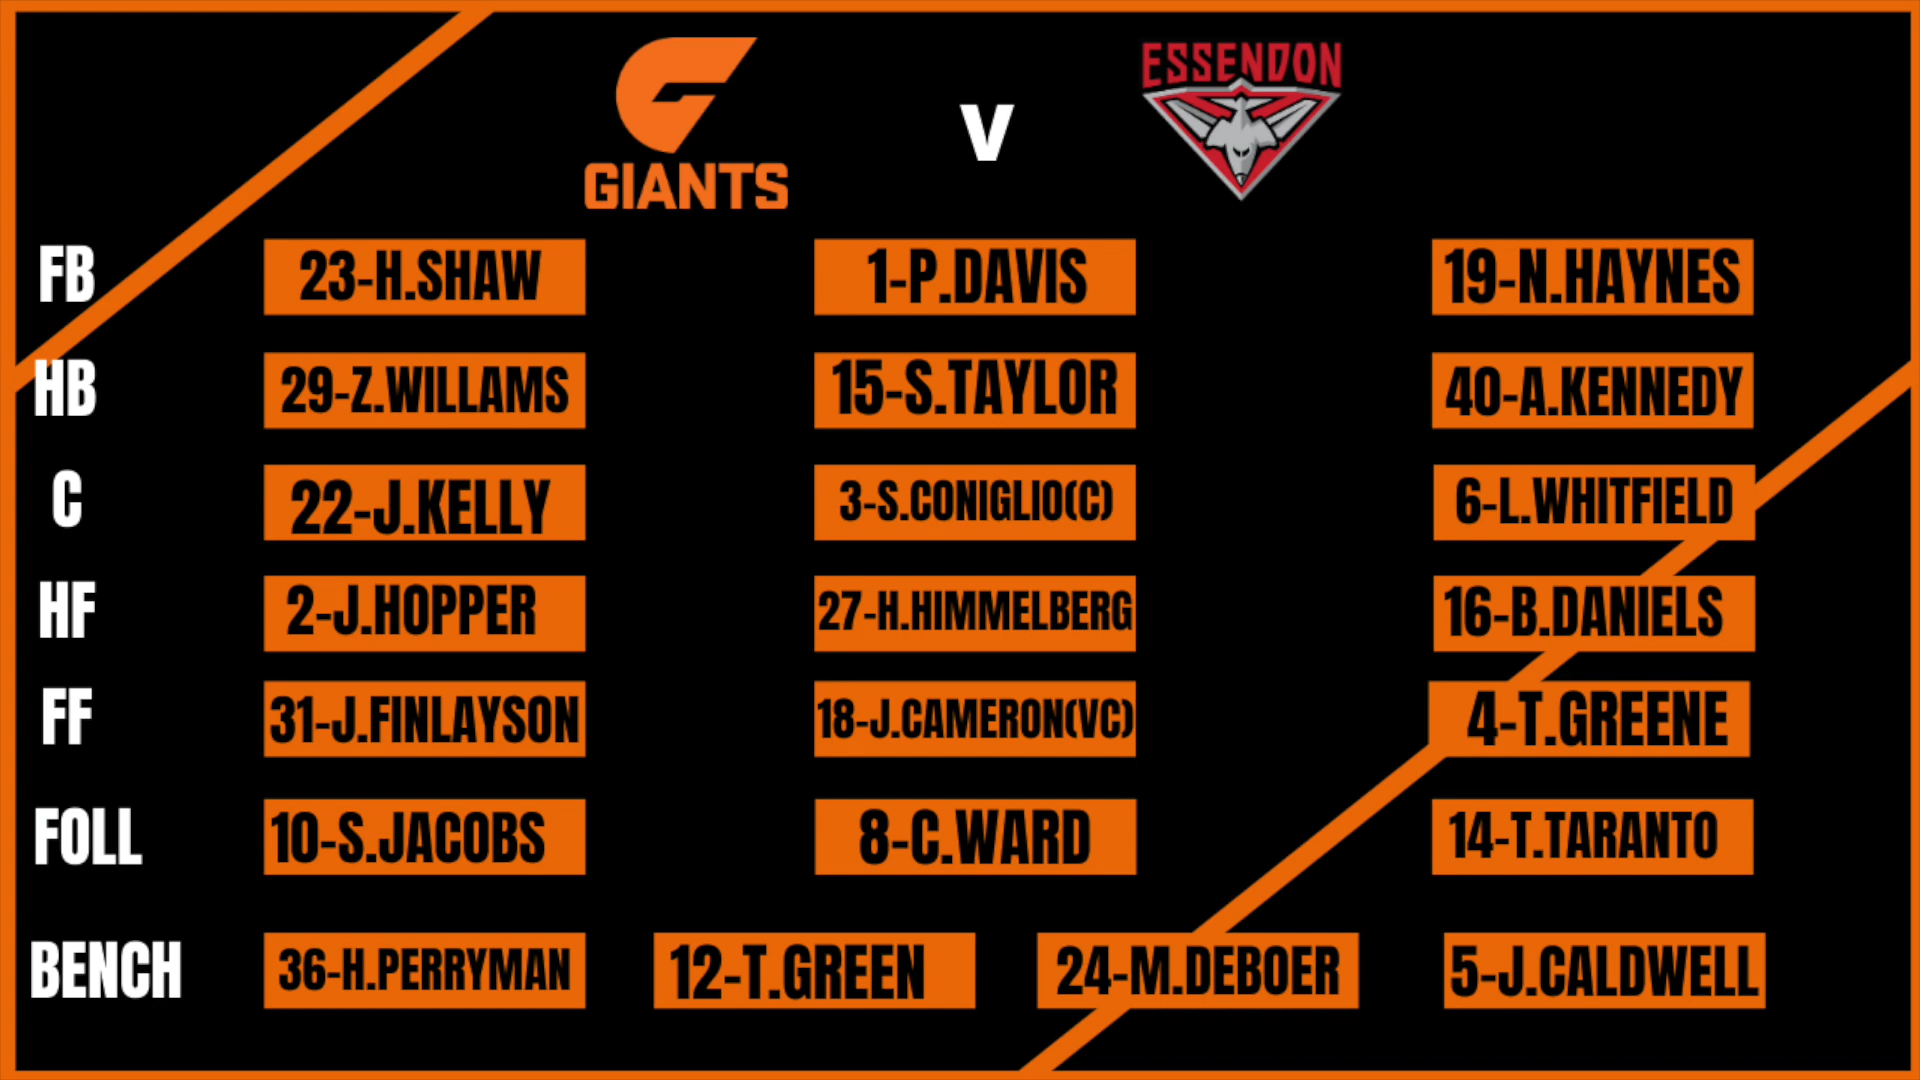 GIANTS
V
ESSENDON
FB 23-H.SHAW 1-P.DAVIS 19-N.HAYNES
HB 29-Z.WILLAMS 15-S.TAYLOR 40-A.KENNEDY
C 22-J.KELLY 3-S.CONIGLIO(C) 6-L.WHITFIELD
HF 2-J.HOPPER 27-H.HIMMELBERG 16-B.DANIELS
FF 31-J.FINLAYSON 18-J.CAMERON(VC) 4-T.GREENE
FOLL 10-S.JACOBS 8-C.WARD 14-T.TARANTO
BENCH 36-H.PERRYMAN 12-T.GREEN 24-M.DEBOER 5-J.CALDWELL